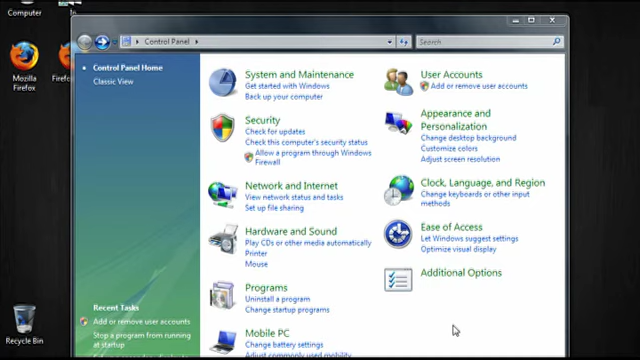 Computer
Control Panel
Search
Mozilla
Firefox
Control Panel Home
Classic View
System and Maintenance
Get started with Windows
Back up your computer
Security
Check for updates
Check this computer's security status
Allow a program through Windows
Firewall
Network and Internet
View network status and tasks
Set up file sharing
Hardware and Sound
Play CDs or other media automatically
Printer
Mouse
Programs
Uninstall a program
Change startup programs
Mobile PC
Change battery settings
Adjust commonly used mobility
User Accounts
Add or remove user accounts
Appearance and
Personalization
Change desktop background
Customize colors
Adjust screen resolution
Clock, Language, and Region
Change keyboards or other input
methods
Ease of Access
Let Windows suggest settings
Optimize visual display
Additional Options
Recent Tasks
Add or remove user accounts
Stop a program from running
at startup
Recycle Bin